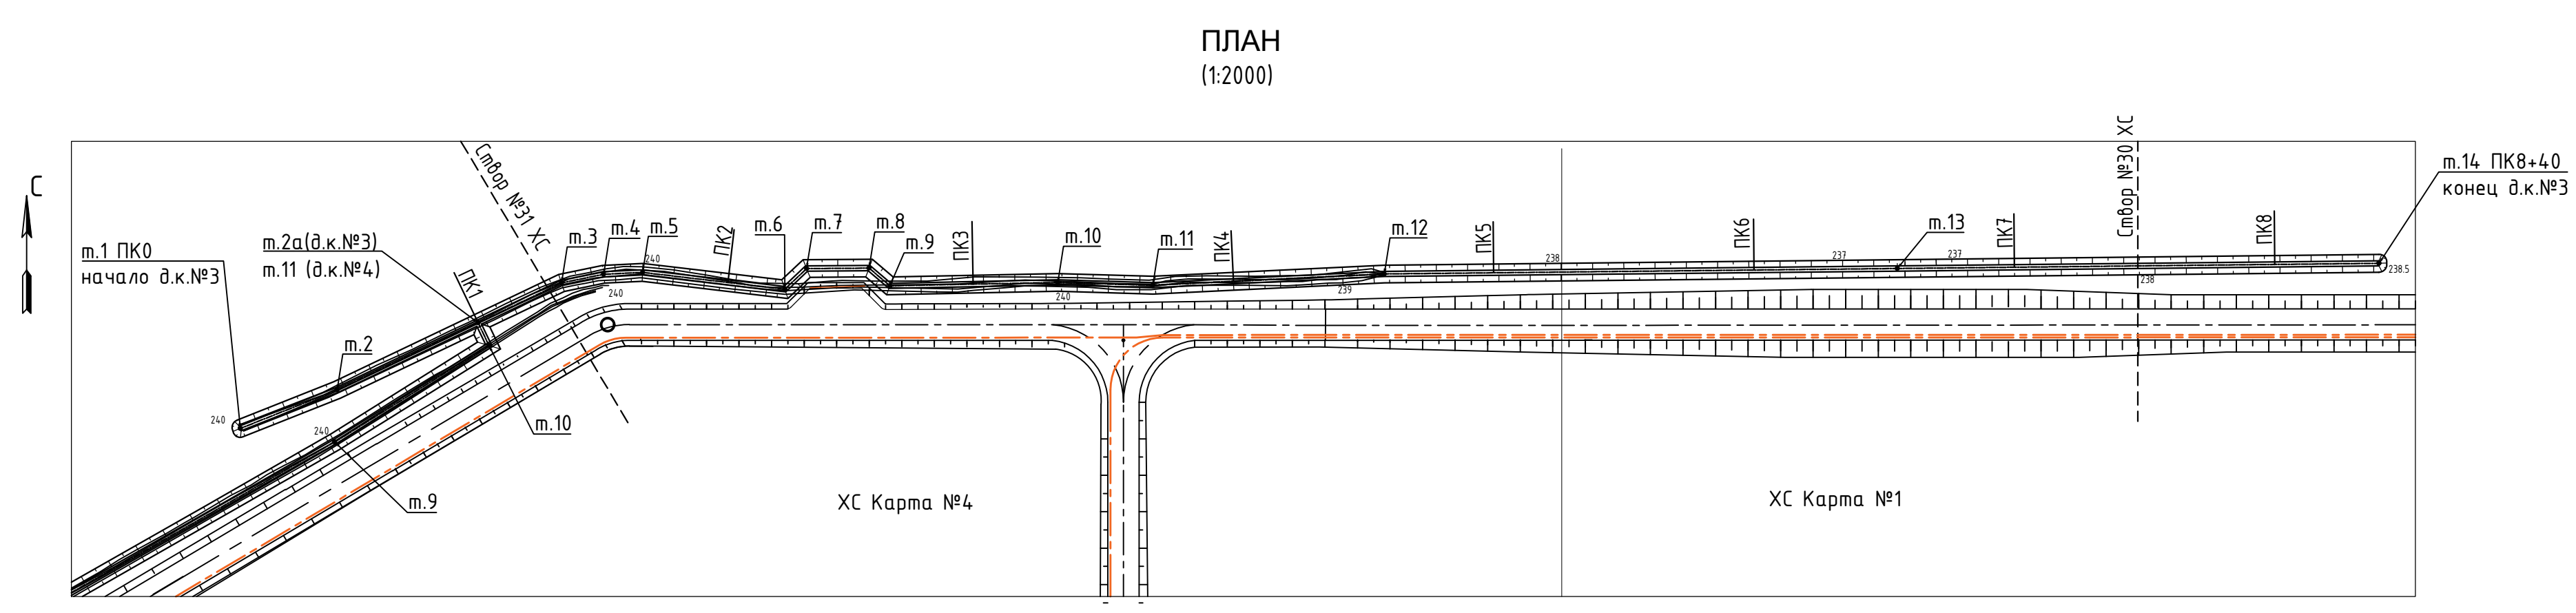 ПЛАН
(1:2000)
С
Створ №31 ХС
Створ №30 ХС
т.14 ПК8+40
конец д.к.№3
т.1 ПК0
начало д.к.№3
т.2а(д.к.№3)
т.11 (д.к.№4)
ПК1
т.3
т.4
т.5
ПК2
т.6
т.7
т.8
т.9
ПК3
т.10
т.11
ПК4
т.12
ПК5
ПК6
т.13
ПК7
ПК8
240
238
237
237
238.5
238
240
240
239
т.2
240
240
т.10
т.9
ХС Карта №4
ХС Карта №1